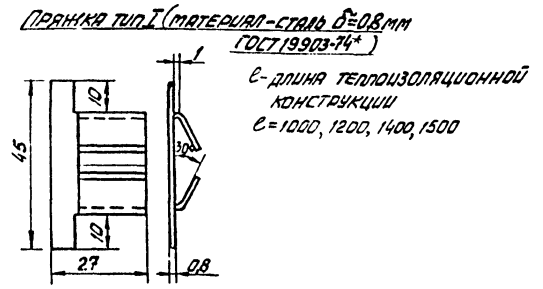 Пряжка тип I (материал-сталь δ=0,8мм
ГОСТ 19903-74*)
1
ℓ-длина теплоизоляционной
конструкции
ℓ=1000, 1200, 1400, 1500
10
45
30°
10
27
0,8